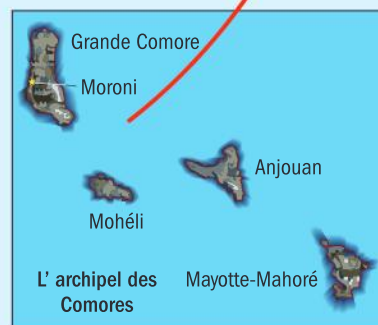 Grande Comore
Moroni
Anjouan
Mohéli
L' archipel des
Comores
Mayotte-Mahoré